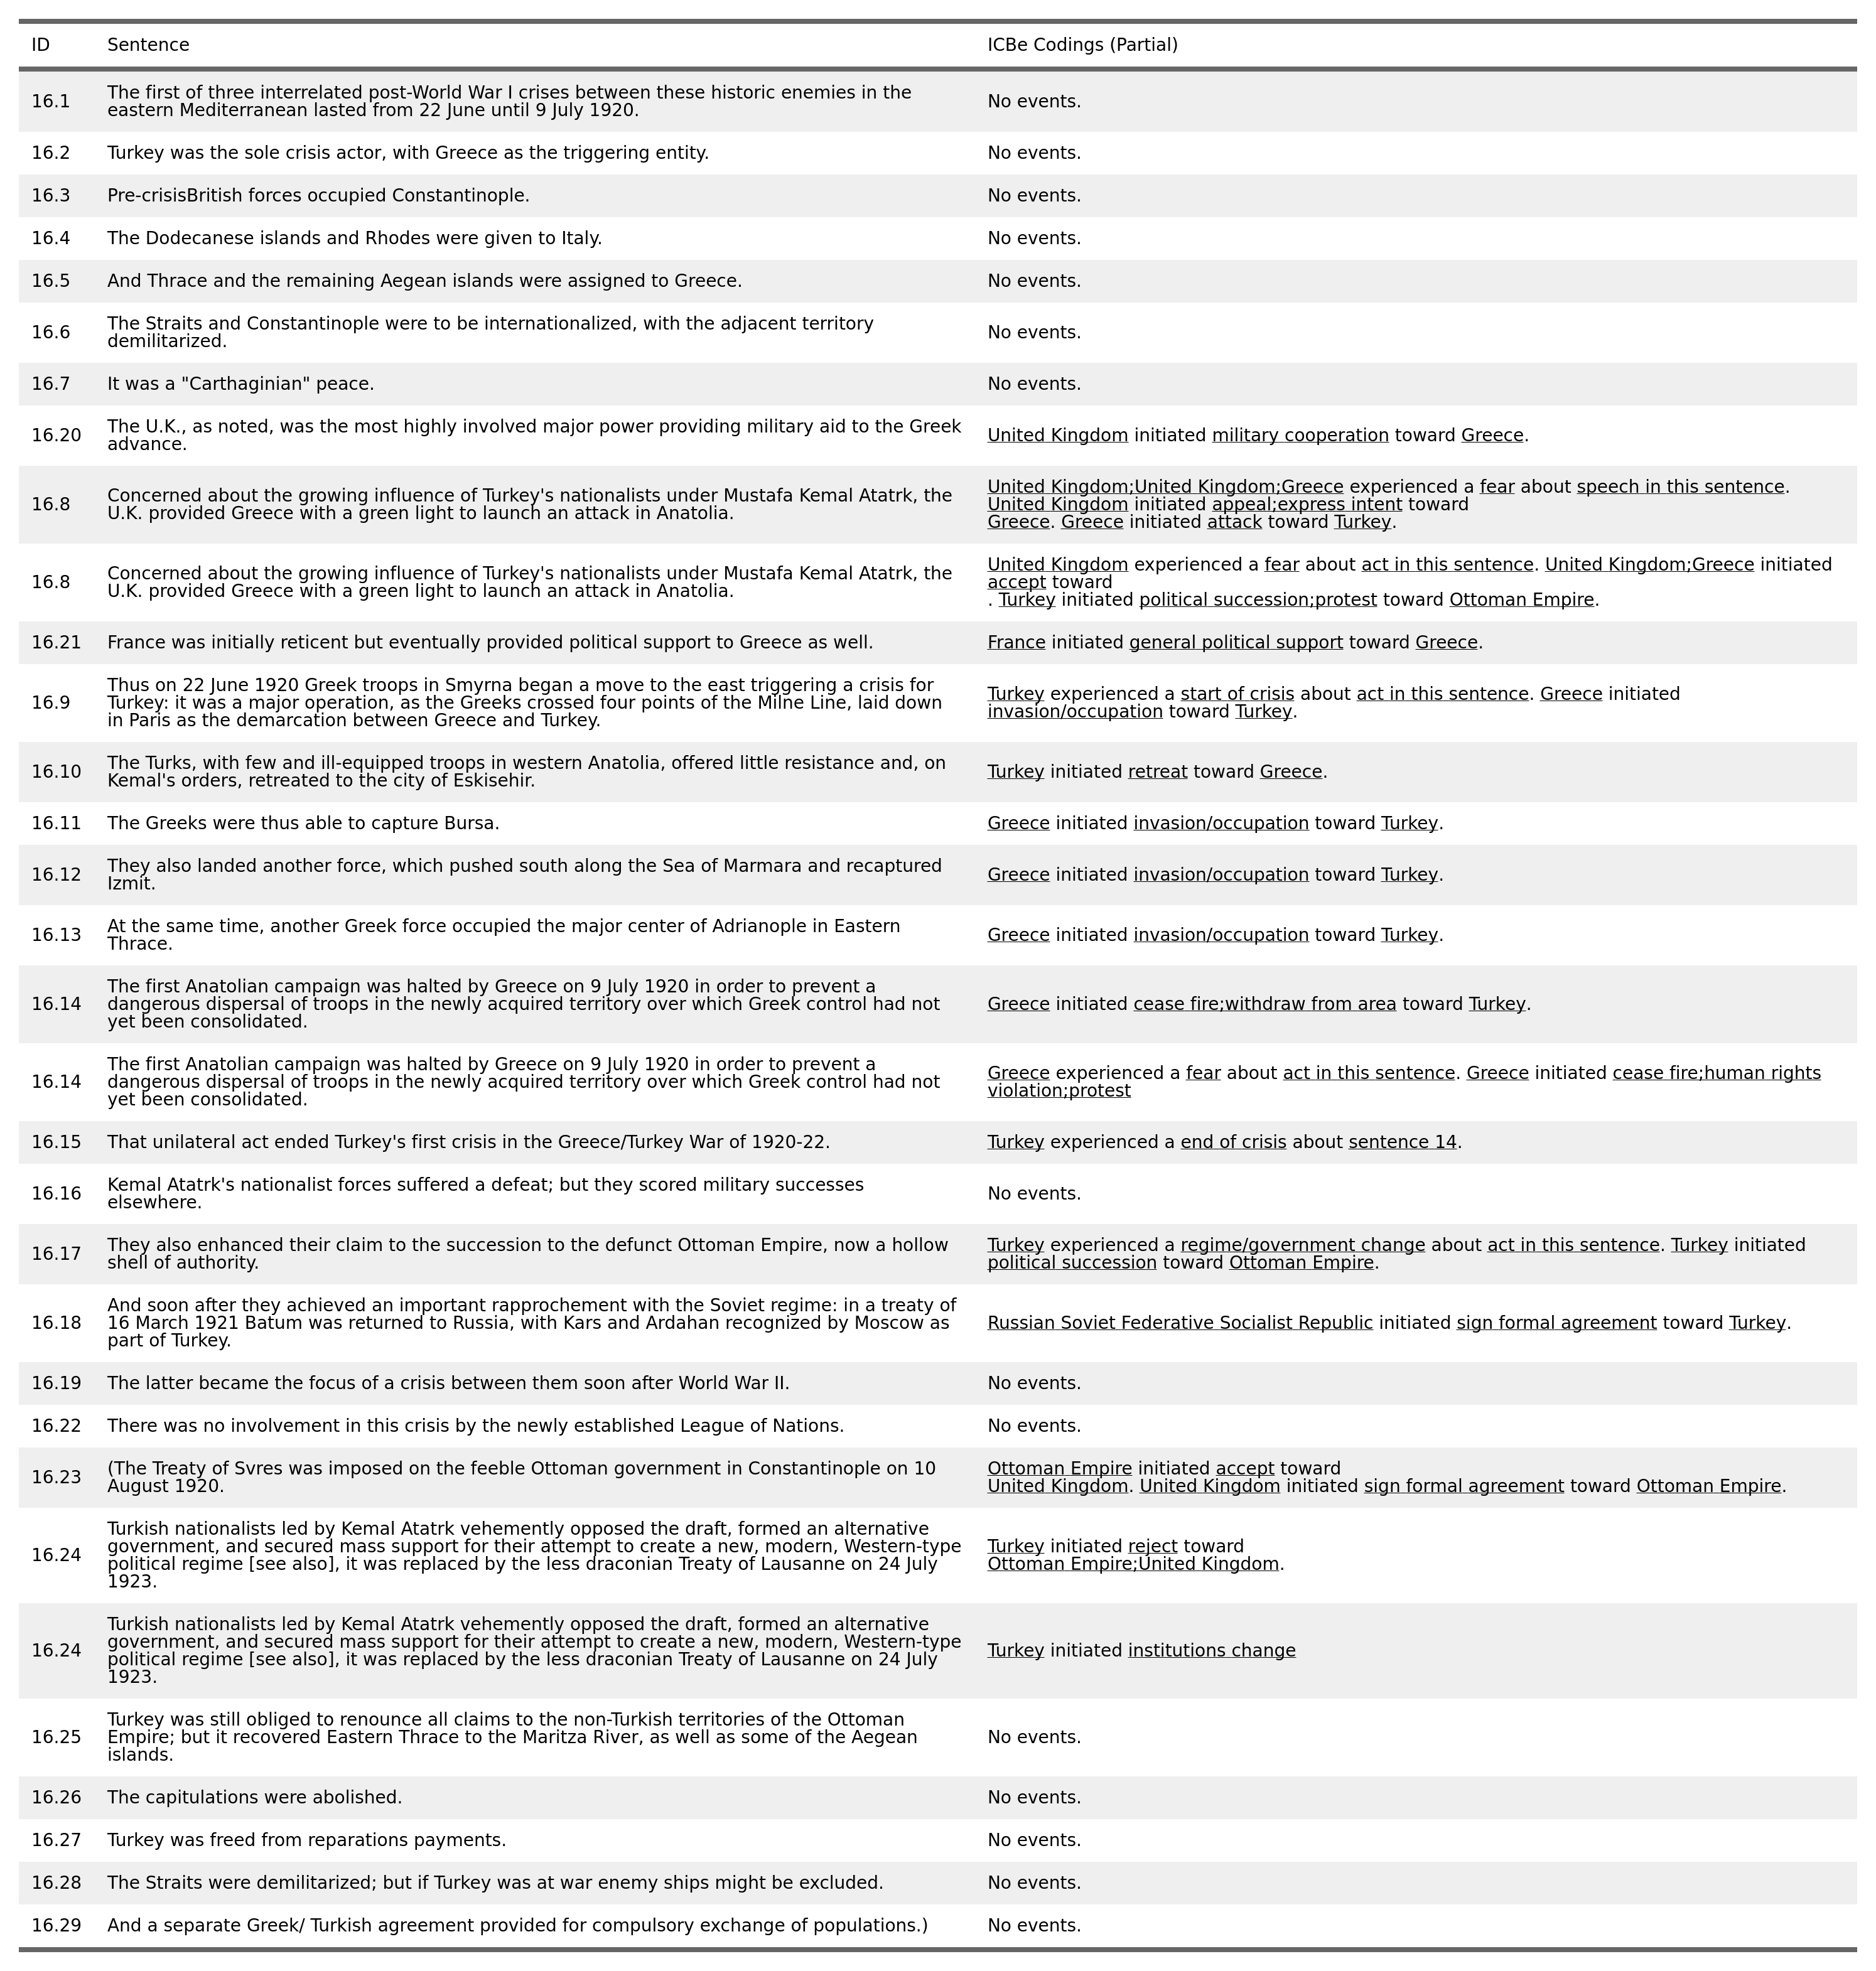 ID Sentence ICBe Codings (Partial)
16.1 The first of three interrelated post-World War I crises between these historic enemies in the
eastern Mediterranean lasted from 22 June until 9 July 1920. No events.
16.2 Turkey was the sole crisis actor, with Greece as the triggering entity. No events.
16.3 Pre-crisisBritish forces occupied Constantinople. No events.
16.4 The Dodecanese islands and Rhodes were given to Italy. No events.
16.5 And Thrace and the remaining Aegean islands were assigned to Greece. No events.
16.6 The Straits and Constantinople were to be internationalized, with the adjacent territory
demilitarized. No events.
16.7 It was a "Carthaginian" peace. No events.
16.20 The U.K., as noted, was the most highly involved major power providing military aid to the Greek
advance. United Kingdom initiated military cooperation toward Greece.
16.8 Concerned about the growing influence of Turkey's nationalists under Mustafa Kemal Atatrk, the
U.K. provided Greece with a green light to launch an attack in Anatolia.
United Kingdom;United Kingdom;Greece experienced a fear about speech in this sentence.
United Kingdom initiated appeal;express intent toward
Greece. Greece initiated attack toward Turkey.
16.8 Concerned about the growing influence of Turkey's nationalists under Mustafa Kemal Atatrk, the
U.K. provided Greece with a green light to launch an attack in Anatolia.
United Kingdom experienced a fear about act in this sentence. United Kingdom;Greece initiated
accept toward
. Turkey initiated political succession;protest toward Ottoman Empire.
16.21 France was initially reticent but eventually provided political support to Greece as well. France initiated general political support toward Greece.
16.9 Thus on 22 June 1920 Greek troops in Smyrna began a move to the east triggering a crisis for
Turkey: it was a major operation, as the Greeks crossed four points of the Milne Line, laid down
in Paris as the demarcation between Greece and Turkey.
Turkey experienced a start of crisis about act in this sentence. Greece initiated
invasion/occupation toward Turkey.
16.10 The Turks, with few and ill-equipped troops in western Anatolia, offered little resistance and, on
Kemal's orders, retreated to the city of Eskisehir. Turkey initiated retreat toward Greece.
16.11 The Greeks were thus able to capture Bursa. Greece initiated invasion/occupation toward Turkey.
16.12 They also landed another force, which pushed south along the Sea of Marmara and recaptured
Izmit. Greece initiated invasion/occupation toward Turkey.
16.13 At the same time, another Greek force occupied the major center of Adrianople in Eastern
Thrace. Greece initiated invasion/occupation toward Turkey.
16.14 The first Anatolian campaign was halted by Greece on 9 July 1920 in order to prevent a
dangerous dispersal of troops in the newly acquired territory over which Greek control had not
yet been consolidated. Greece initiated cease fire;withdraw from area toward Turkey.
16.14 The first Anatolian campaign was halted by Greece on 9 July 1920 in order to prevent a
dangerous dispersal of troops in the newly acquired territory over which Greek control had not
yet been consolidated.
Greece experienced a fear about act in this sentence. Greece initiated cease fire;human rights
violation;protest
16.15 That unilateral act ended Turkey's first crisis in the Greece/Turkey War of 1920-22. Turkey experienced a end of crisis about sentence 14.
16.16 Kemal Atatrk's nationalist forces suffered a defeat; but they scored military successes
elsewhere. No events.
16.17 They also enhanced their claim to the succession to the defunct Ottoman Empire, now a hollow
shell of authority.
Turkey experienced a regime/government change about act in this sentence. Turkey initiated
political succession toward Ottoman Empire.
16.18 And soon after they achieved an important rapprochement with the Soviet regime: in a treaty of
16 March 1921 Batum was returned to Russia, with Kars and Ardahan recognized by Moscow as
part of Turkey. Russian Soviet Federative Socialist Republic initiated sign formal agreement toward Turkey.
16.19 The latter became the focus of a crisis between them soon after World War II. No events.
16.22 There was no involvement in this crisis by the newly established League of Nations. No events.
16.23 (The Treaty of Svres was imposed on the feeble Ottoman government in Constantinople on 10
August 1920.
Ottoman Empire initiated accept toward
United Kingdom. United Kingdom initiated sign formal agreement toward Ottoman Empire.
16.24 Turkish nationalists led by Kemal Atatrk vehemently opposed the draft, formed an alternative
government, and secured mass support for their attempt to create a new, modern, Western-type
political regime [see also], it was replaced by the less draconian Treaty of Lausanne on 24 July
1923.
Turkey initiated reject toward
Ottoman Empire;United Kingdom.
16.24 Turkish nationalists led by Kemal Atatrk vehemently opposed the draft, formed an alternative
government, and secured mass support for their attempt to create a new, modern, Western-type
political regime [see also], it was replaced by the less draconian Treaty of Lausanne on 24 July
1923.
Turkey initiated institutions change
16.25 Turkey was still obliged to renounce all claims to the non-Turkish territories of the Ottoman
Empire; but it recovered Eastern Thrace to the Maritza River, as well as some of the Aegean
islands. No events.
16.26 The capitulations were abolished. No events.
16.27 Turkey was freed from reparations payments. No events.
16.28 The Straits were demilitarized; but if Turkey was at war enemy ships might be excluded. No events.
16.29 And a separate Greek/ Turkish agreement provided for compulsory exchange of populations.) No events.